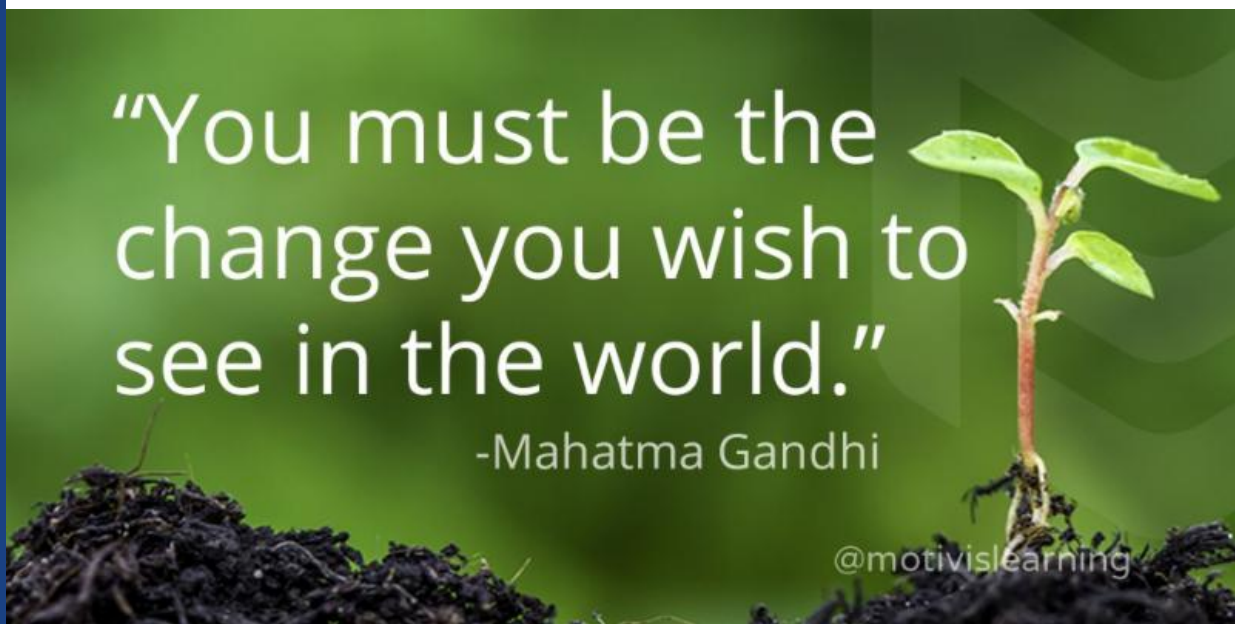 “You must be the
change you wish to
see in the world.”
-Mahatma Gandhi
@motivislearning